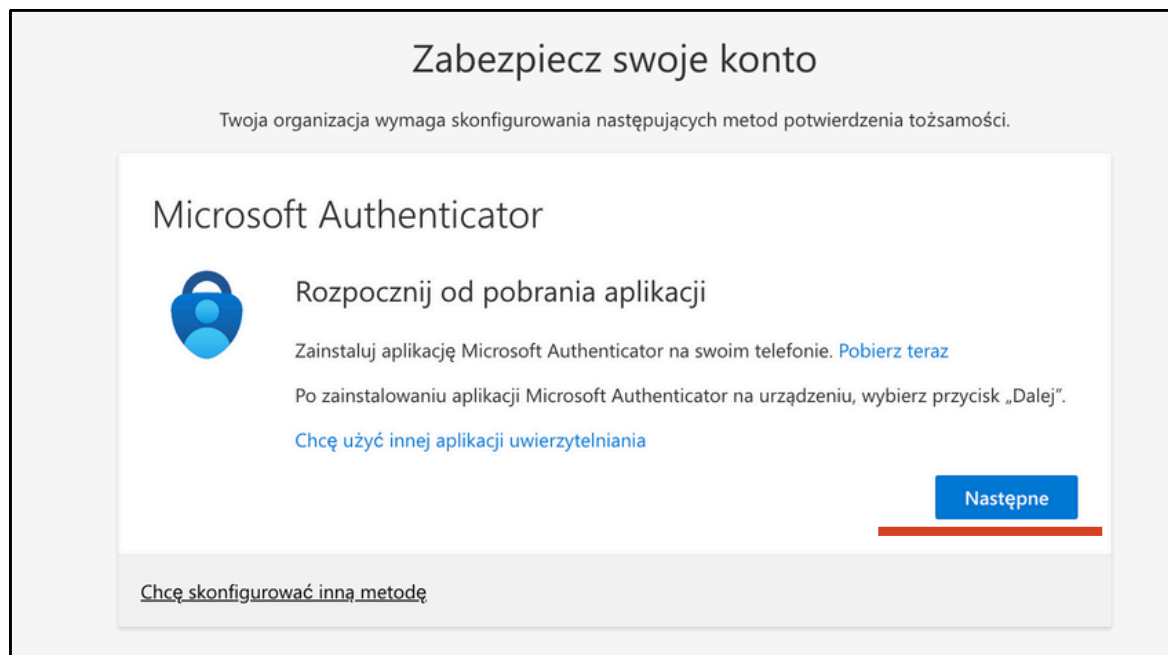 Zabezpiecz swoje konto
Twoja organizacja wymaga skonfigurowania następujących metod potwierdzenia tożsamości.
Microsoft Authenticator
Rozpocznij od pobrania aplikacji
Zainstaluj aplikację Microsoft Authenticator na swoim telefonie. Pobierz teraz
Po zainstalowaniu aplikacji Microsoft Authenticator na urządzeniu, wybierz przycisk „Dalej”.
Chcę użyć innej aplikacji uwierzytelniania
Następne
Chcę skonfigurować inną metodę